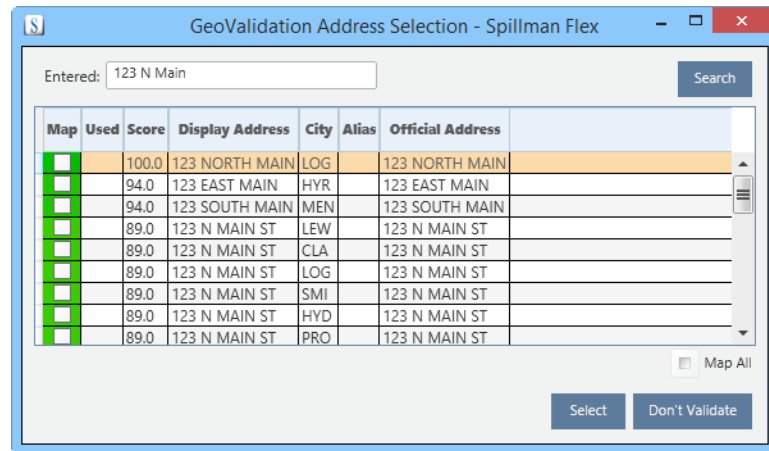 S GeoValidation Address Selection - Spillman Flex
Entered: 123 N Main Search
Map Used Score Display Address City Alias Official Address
100.0 123 NORTH MAIN LOG 123 NORTH MAIN
94.0 123 EAST MAIN HYR 123 EAST MAIN
94.0 123 SOUTH MAIN MEN 123 SOUTH MAIN
89.0 123 N MAIN ST LEW 123 N MAIN ST
89.0 123 N MAIN ST CLA 123 N MAIN ST
89.0 123 N MAIN ST LOG 123 N MAIN ST
89.0 123 N MAIN ST SMI 123 N MAIN ST
89.0 123 N MAIN ST HYD 123 N MAIN ST
89.0 123 N MAIN ST PRO 123 N MAIN ST
Map All
Select Don't Validate